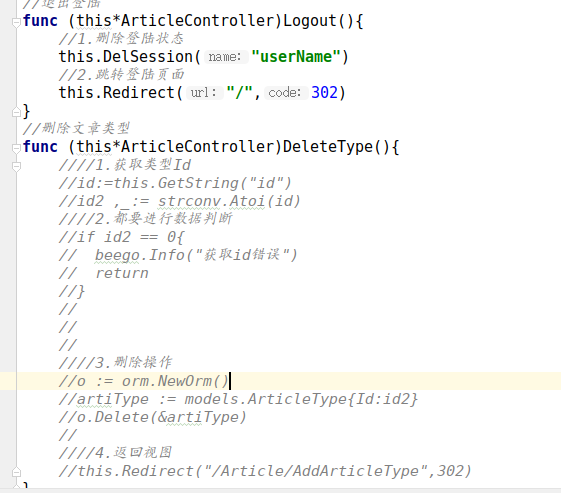 //退出登陆
func (this*ArticleController)Logout(){
//1.删除登陆状态
this.DelSession( name: "userName")
//2.跳转登陆页面
this.Redirect( url: "/", code: 302)
}
//删除文章类型
func (this*ArticleController)DeleteType(){
////1.获取类型Id
//id:=this.GetString("id")
//id2 ,_:= strconv.Atoi(id)
////2.都要进行数据判断
//if id2 == 0{
//  beego.Info("获取id错误")
//  return
//}
//
//
//
////3.删除操作
//o := orm.NewOrm()
//artiType := models.ArticleType{Id:id2}
//o.Delete(&artiType)
//
////4.返回视图
//this.Redirect("/Article/AddArticleType",302)
}